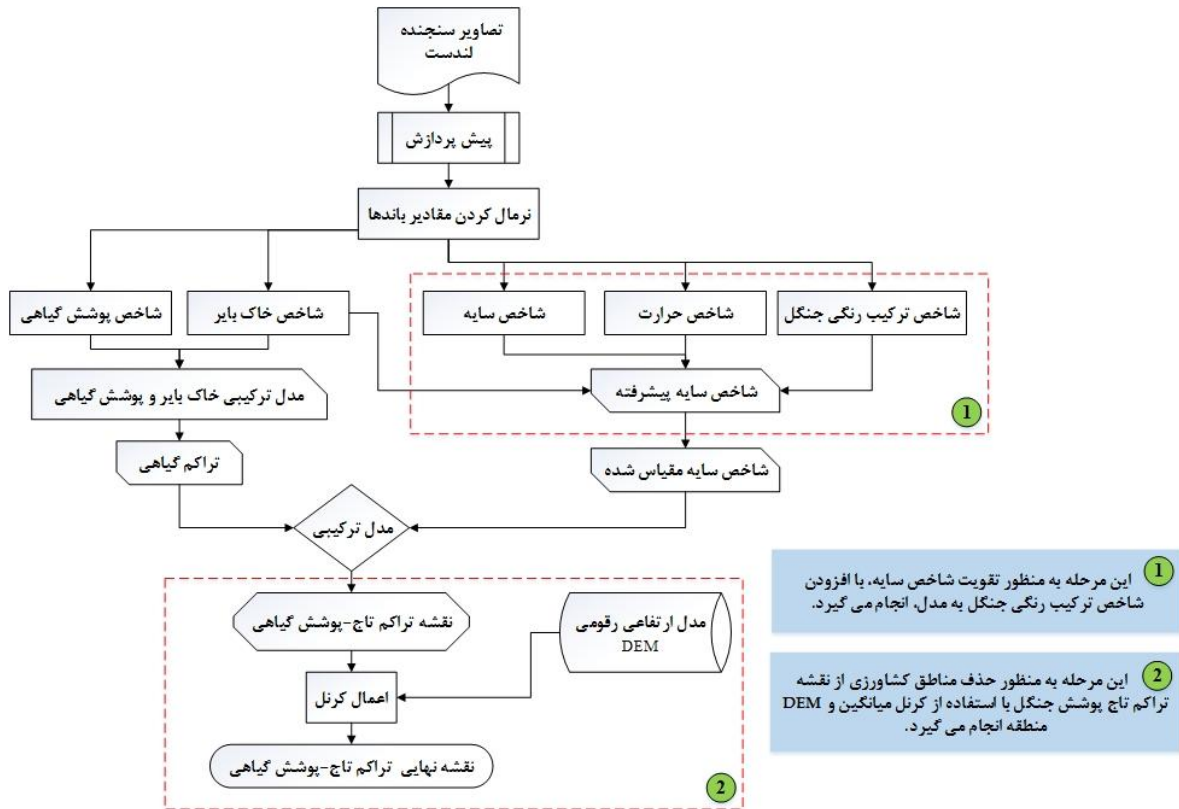 تصاویر سنجنده
لندست
پیش پردازش
نرمال کردن مقادیر باندها
شاخص ترکیب رنگی جنگل
شاخص حرارت
شاخص سایه
شاخص خاک بایر
شاخص پوشش گیاهی
شاخص سایه پیشرفته
مدل ترکیبی خاک بایر و پوشش گیاهی
1
شاخص سایه مقیاس شده
تراکم گیاهی
مدل ترکیبی
1
این مرحله به منظور تقویت شاخص سایه، با افزودن
شاخص ترکیب رنگی جنگل به مدل، انجام می گیرد.
نقشه تراکم تاج-پوشش گیاهی
مدل ارتفاعی رقومی
DEM
2
این مرحله به منظور حذف مناطق کشاورزی از نقشه
تراکم تاج پوشش جنگل با استفاده از کرنل میانگین و DEM
منطقه انجام می گیرد.
اعمال کرنل
نقشه نهایی تراکم تاج-پوشش گیاهی
2